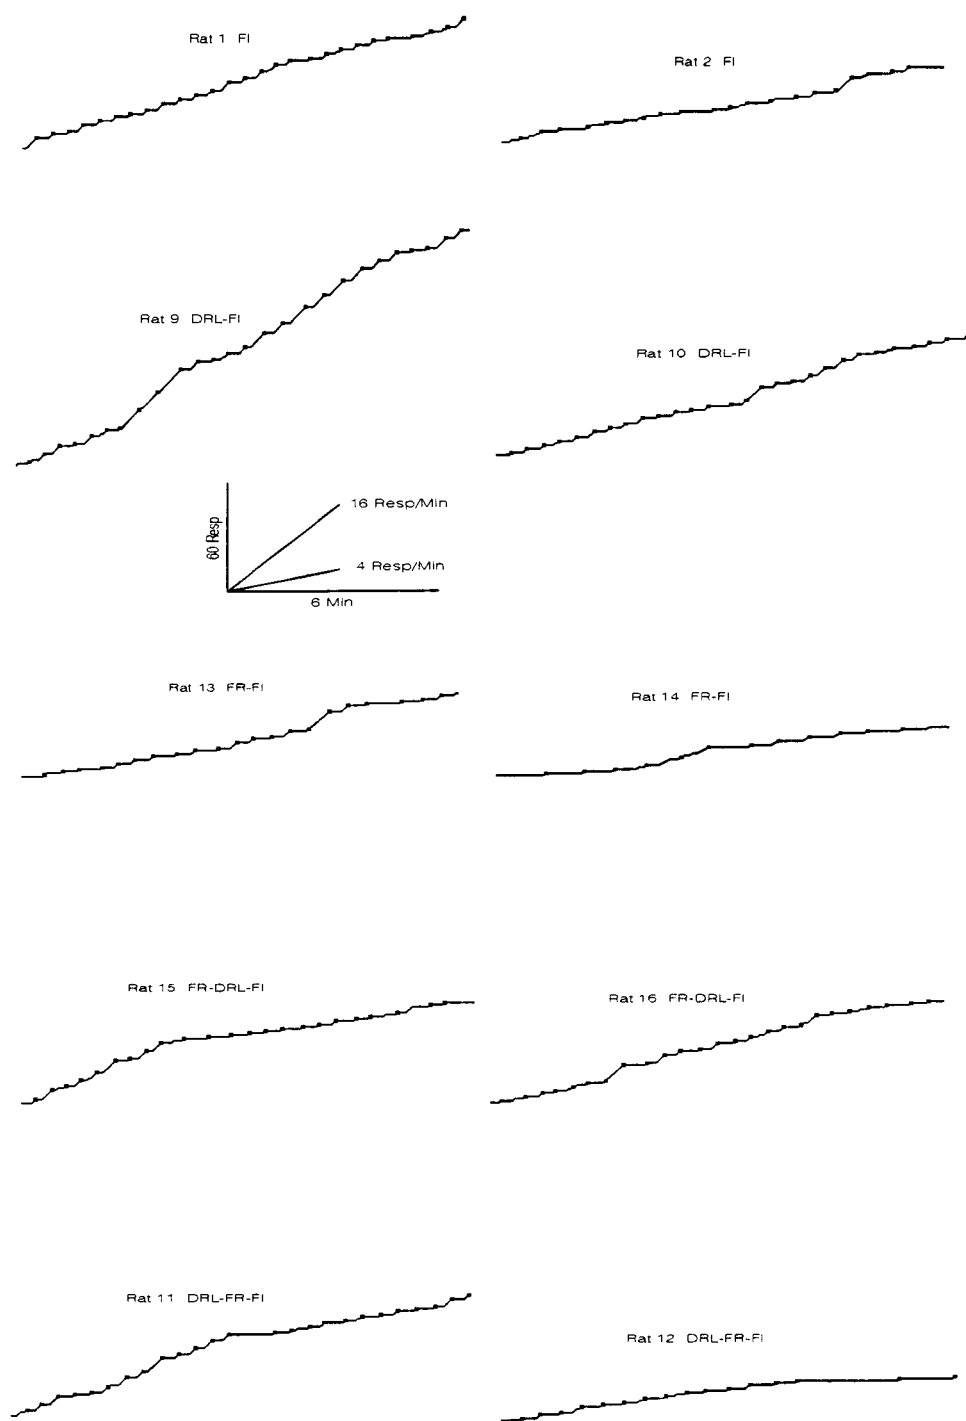 Rat 1 FI
Rat 2 FI
Rat 9 DRL-FI
Rat 10 DRL-FI
60 Resp
16 Resp/Min
4 Resp/Min
6 Min
Rat 13 FR-FI
Rat 14 FR-FI
Rat 15 FR-DRL-FI
Rat 16 FR-DRL-FI
Rat 11 DRL-FR-FI
Rat 12 DRL-FR-FI